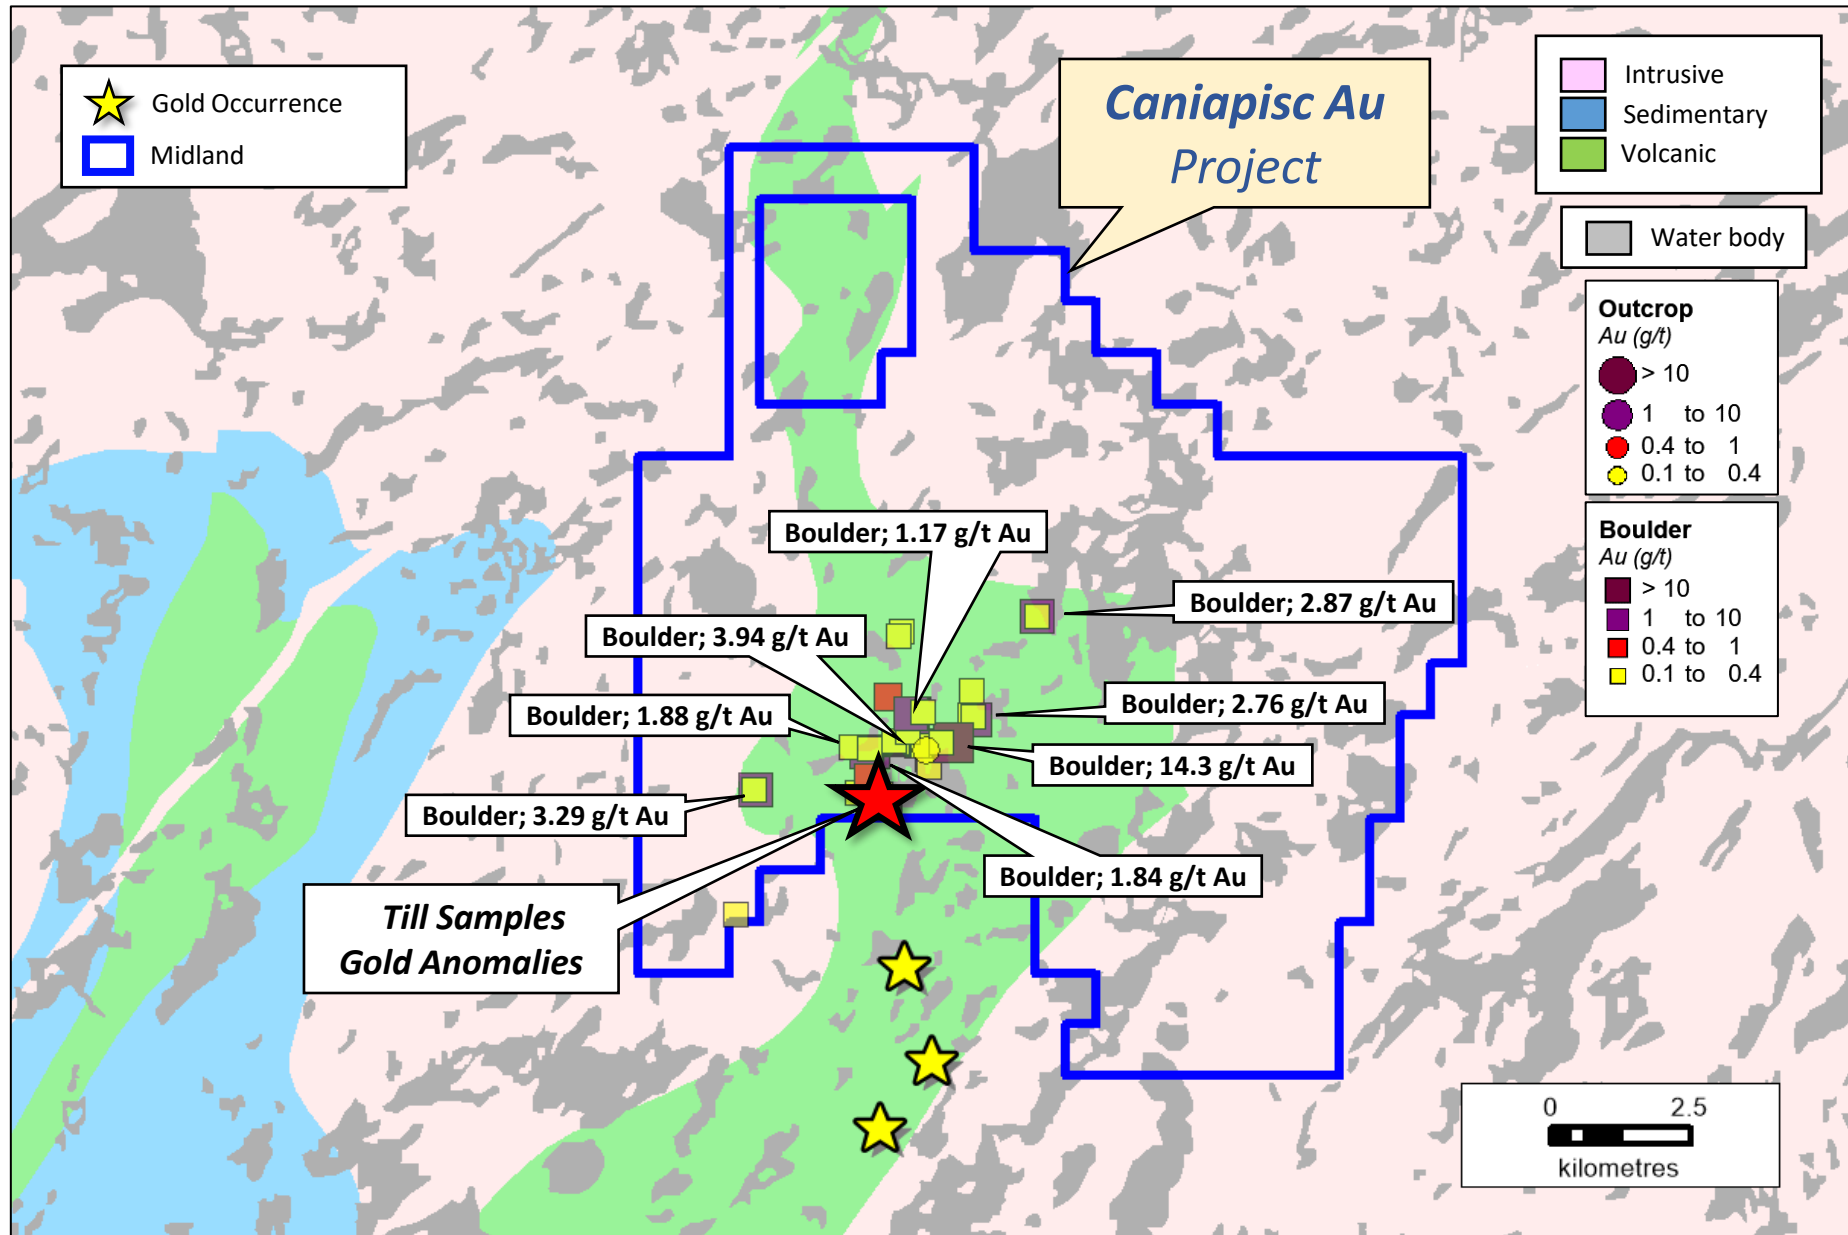 Gold Occurrence
Midland
Caniapisc Au
Project
Intrusive
Sedimentary
Volcanic
Water body
Outcrop
Au (g/t)
> 10
1 to 10
0.4 to 1
0.1 to 0.4
Boulder
Au (g/t)
> 10
1 to 10
0.4 to 1
0.1 to 0.4
Boulder; 1.17 g/t Au
Boulder; 2.87 g/t Au
Boulder; 3.94 g/t Au
Boulder; 1.88 g/t Au
Boulder; 2.76 g/t Au
Boulder; 14.3 g/t Au
Boulder; 3.29 g/t Au
Boulder; 1.84 g/t Au
Till Samples
Gold Anomalies
0 2.5
kilometres